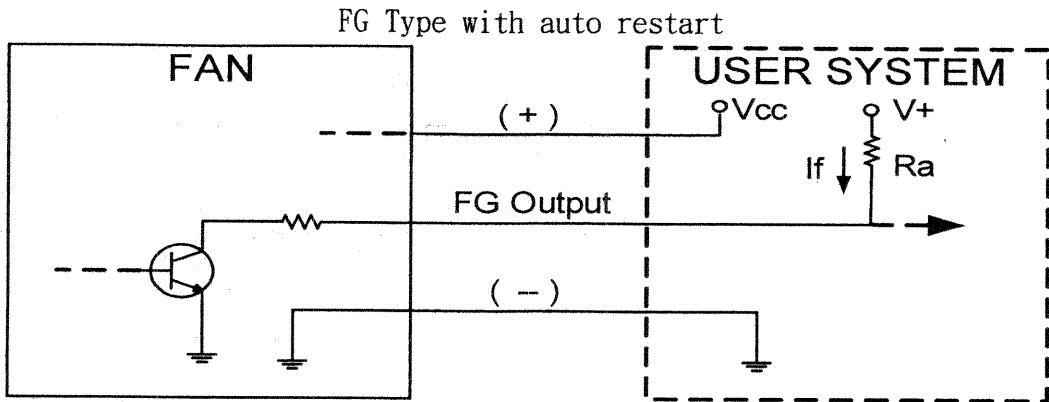 FG Type with auto restart
FAN
USER SYSTEM
(+)
Vcc
V+
If
Ra
FG Output
(−)